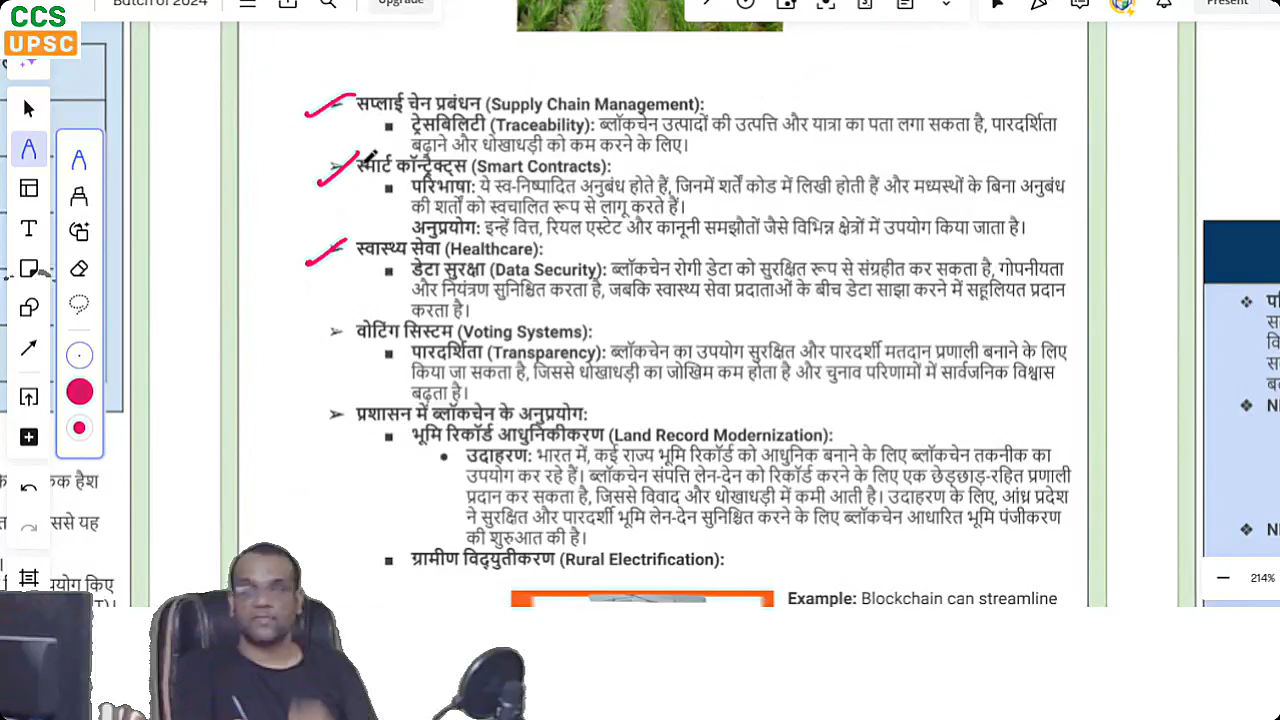 CCS
UPSC
Batch of 2024
Upgrade
Present
सप्लाई चेन प्रबंधन (Supply Chain Management):
ट्रेसबिलिटी (Traceability): ब्लॉकचेन उत्पादों की उत्पत्ति और यात्रा का पता लगा सकता है, पारदर्शिता
बढ़ाने और धोखाधड़ी को कम करने के लिए।
स्मार्ट कॉन्ट्रैक्ट्स (Smart Contracts):
परिभाषा: ये स्व-निष्पादित अनुबंध होते हैं, जिनमें शर्तें कोड में लिखी होती हैं और मध्यस्थों के बिना अनुबंध
की शर्तों को स्वचालित रूप से लागू करते हैं।
अनुप्रयोग: इन्हें वित्त, रियल एस्टेट और कानूनी समझौतों जैसे विभिन्न क्षेत्रों में उपयोग किया जाता है।
स्वास्थ्य सेवा (Healthcare):
डेटा सुरक्षा (Data Security): ब्लॉकचेन रोगी डेटा को सुरक्षित रूप से संग्रहीत कर सकता है, गोपनीयता
और नियंत्रण सुनिश्चित करता है, जबकि स्वास्थ्य सेवा प्रदाताओं के बीच डेटा साझा करने में सहूलियत प्रदान
करता है।
वोटिंग सिस्टम (Voting Systems):
पारदर्शिता (Transparency): ब्लॉकचेन का उपयोग सुरक्षित और पारदर्शी मतदान प्रणाली बनाने के लिए
किया जा सकता है, जिससे धोखाधड़ी का जोखिम कम होता है और चुनाव परिणामों में सार्वजनिक विश्वास
बढ़ता है।
प्रशासन में ब्लॉकचेन के अनुप्रयोग:
भूमि रिकॉर्ड आधुनिकीकरण (Land Record Modernization):
उदाहरण: भारत में, कई राज्य भूमि रिकॉर्ड को आधुनिक बनाने के लिए ब्लॉकचेन तकनीक का
उपयोग कर रहे हैं। ब्लॉकचेन संपत्ति लेन-देन को रिकॉर्ड करने के लिए एक छेड़छाड़-रहित प्रणाली
प्रदान कर सकता है, जिससे विवाद और धोखाधड़ी में कमी आती है। उदाहरण के लिए, आंध्र प्रदेश
ने सुरक्षित और पारदर्शी भूमि लेन-देन सुनिश्चित करने के लिए ब्लॉकचेन आधारित भूमि पंजीकरण
की शुरुआत की है।
ग्रामीण विद्युतीकरण (Rural Electrification):
Example: Blockchain can streamline
हैश
ससे यह
योग किए
214%